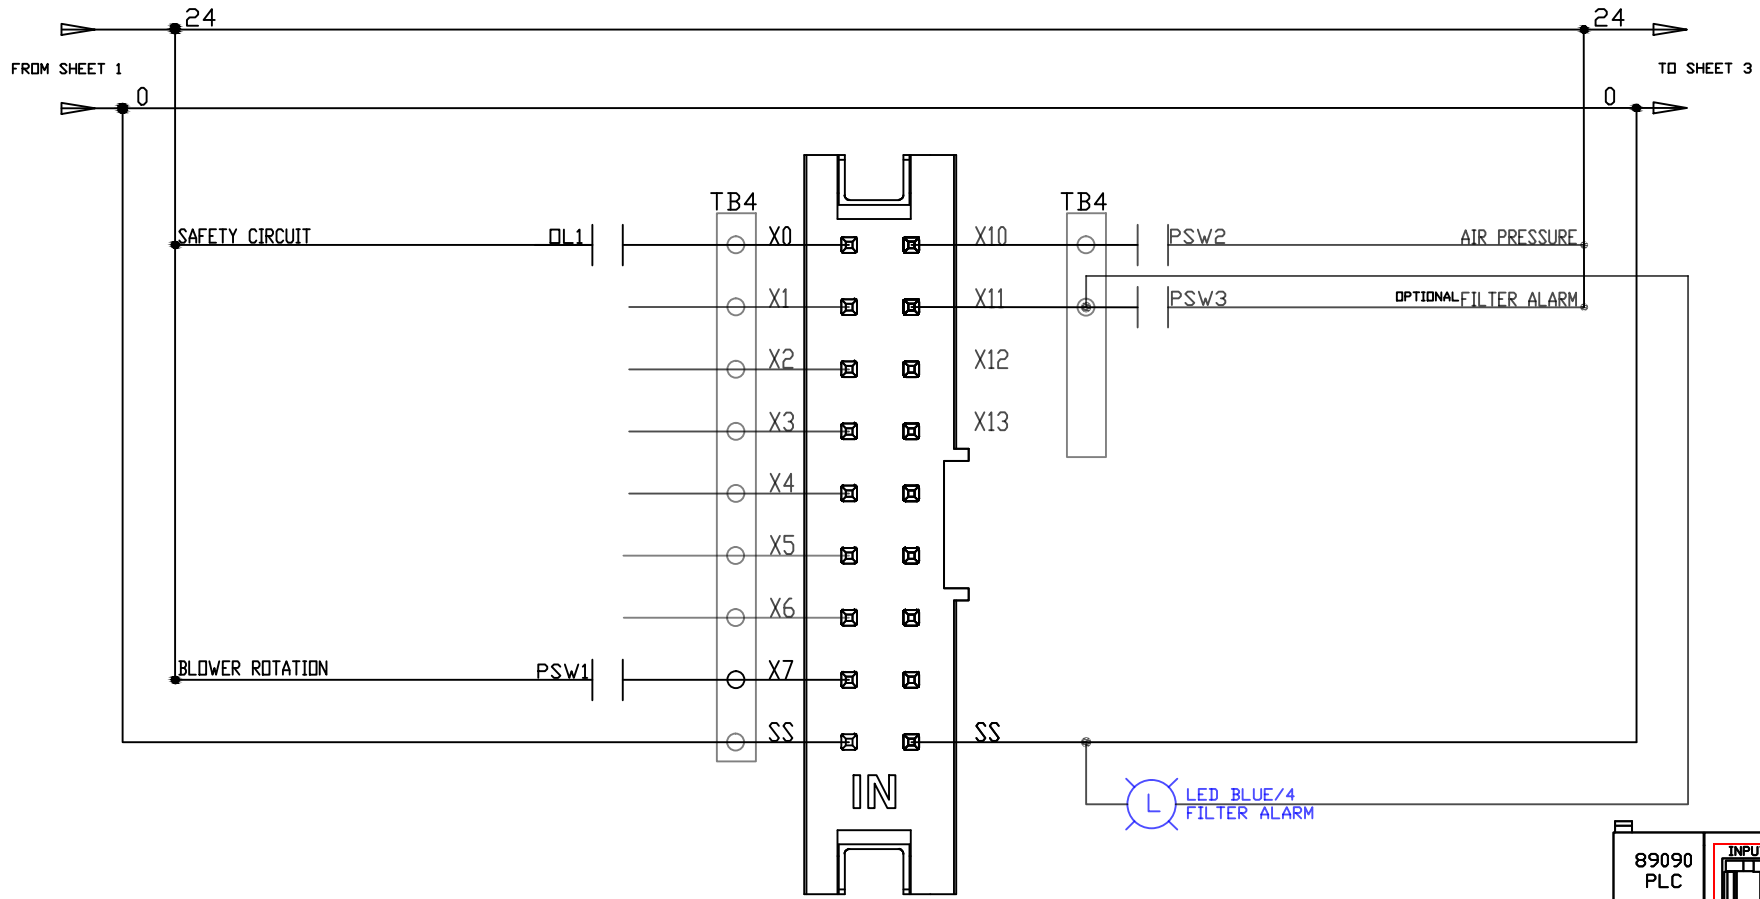 24
24
FROM SHEET 1
TO SHEET 3
0
0
TB4
TB4
SAFETY CIRCUIT
OL1
X0
X10
PSW2
AIR PRESSURE
X1
X11
PSW3
OPTIONAL FILTER ALARM
X2
X12
X3
X13
X4
X5
X6
BLOWER ROTATION
PSW1
X7
SS
SS
IN
L
LED BLUE/4
FILTER ALARM
89090
PLC
INPU